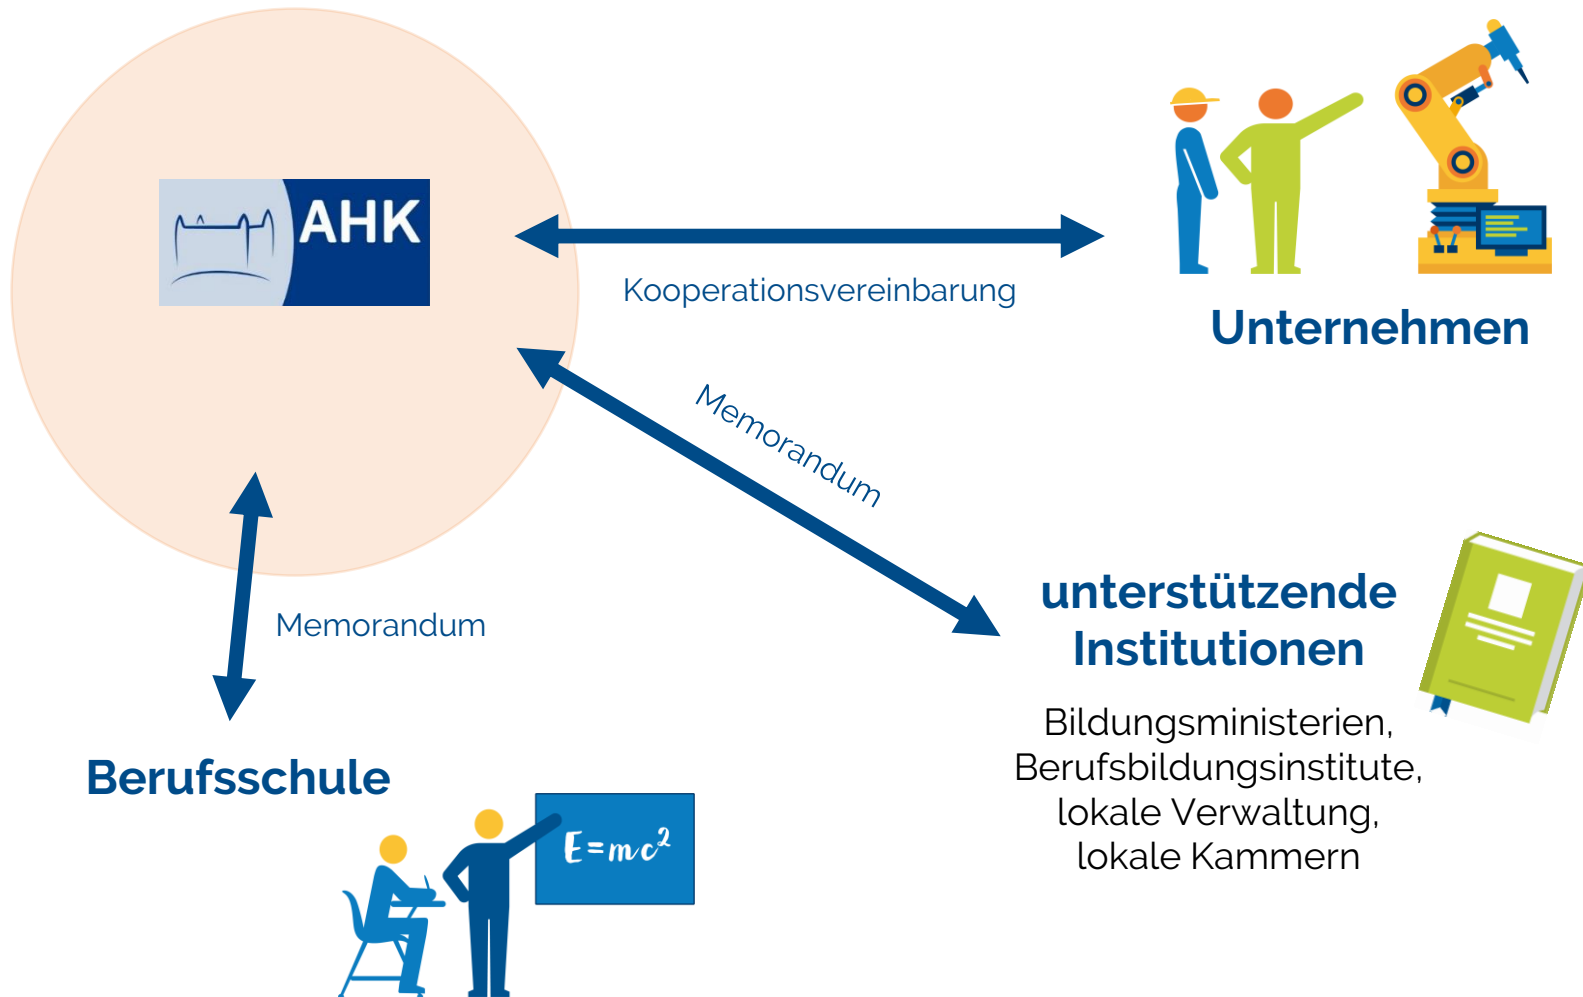 AHK
Kooperationsvereinbarung
Unternehmen
Memorandum
unterstützende
Institutionen
Bildungsministerien,
Berufsbildungsinstitute,
lokale Verwaltung,
lokale Kammern
Memorandum
Berufsschule
E=mc²